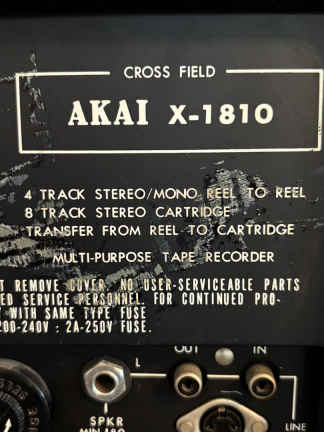 CROSS FIELD
AKAI X-1810
4 TRACK STEREO/MONO REEL TO REEL
8 TRACK STEREO CARTRIDGE
TRANSFER FROM REEL TO CARTRIDGE
MULTI-PURPOSE TAPE RECORDER
REMOVE COVER. NO USER-SERVICEABLE PARTS
SERVICE PERSONNEL. FOR CONTINUED PRO-
WITH SAME TYPE FUSE
200-240V : 2A-250V FUSE.
L OUT IN
SPKR LINE